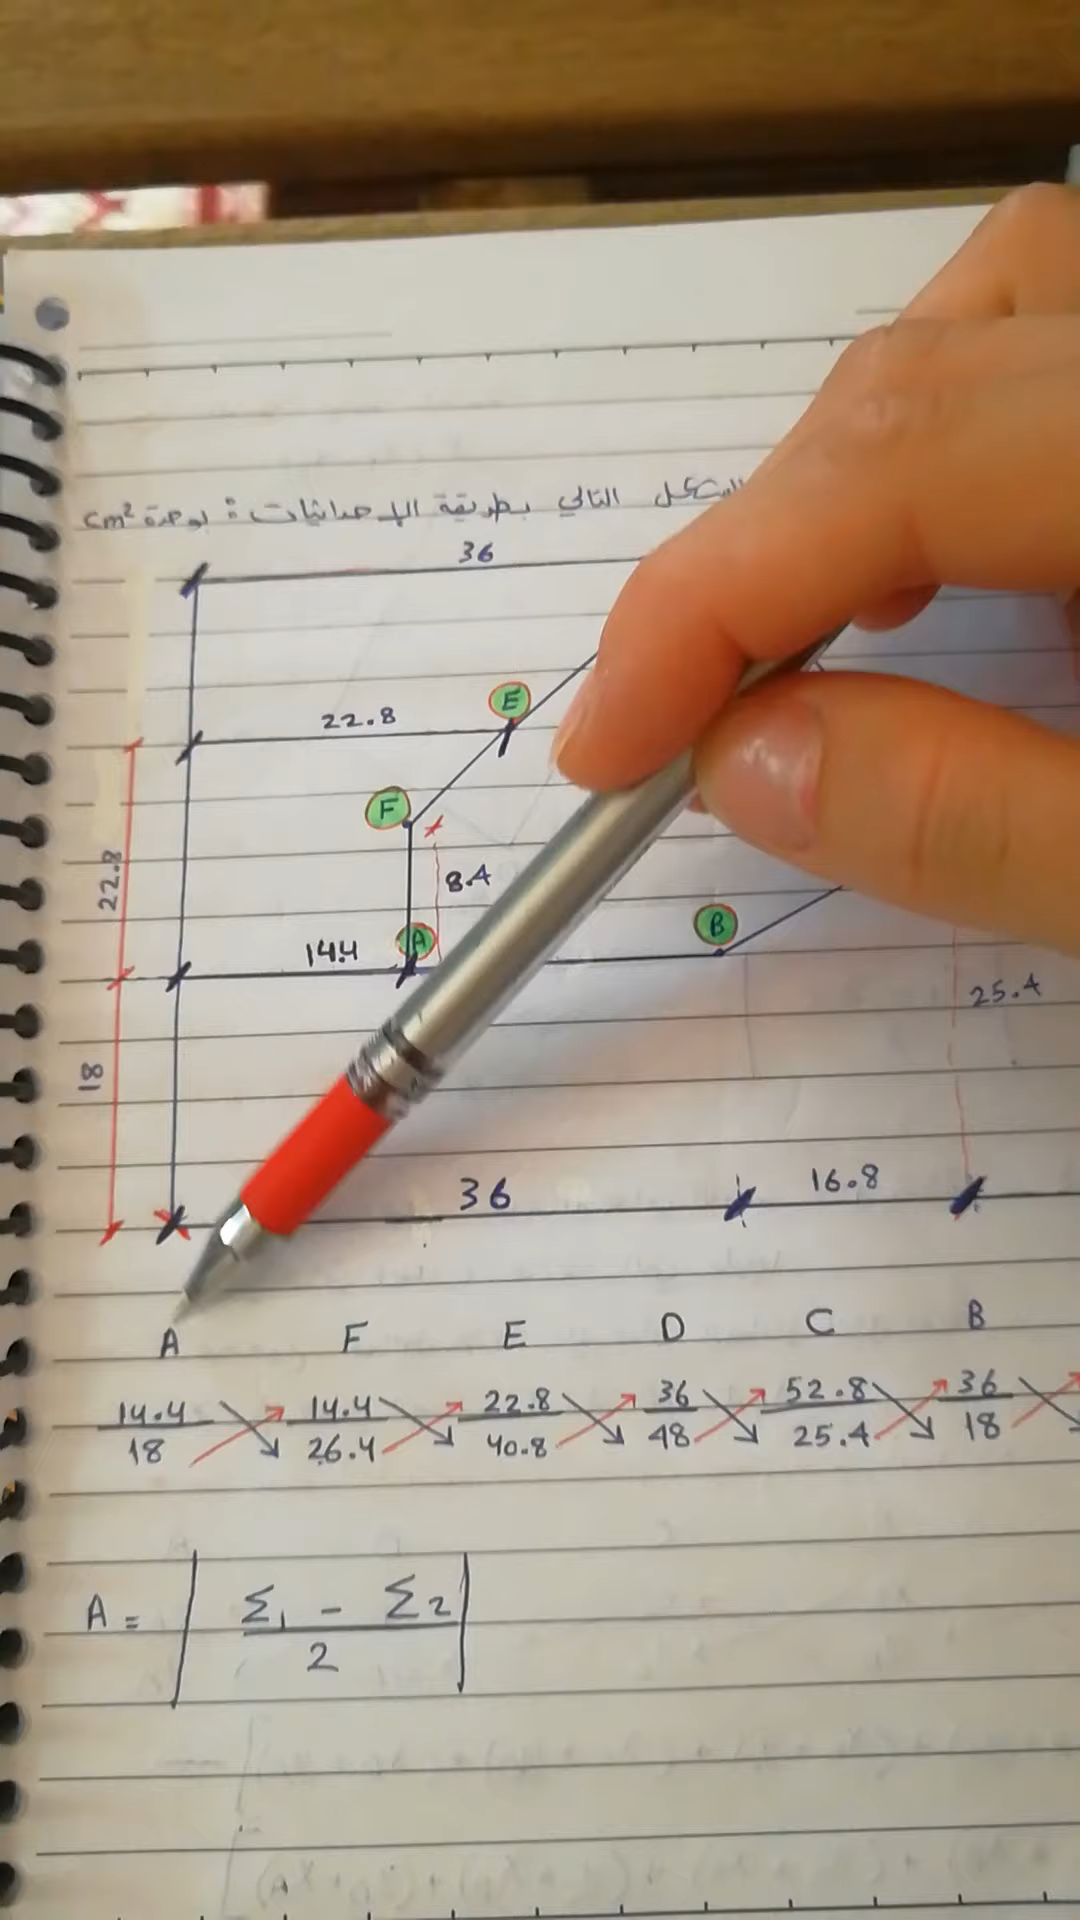 الشكل التالي بطريقة الإحداثيات : بوحدة cm²
36
E
22.8
F
22.8
8.4
A
B
14.4
25.4
18
36
16.8
A F E D C B
14.4 14.4 22.8 36 52.8 36
18 26.4 40.8 48 25.4 18
A = | Σ1 - Σ2 |
2